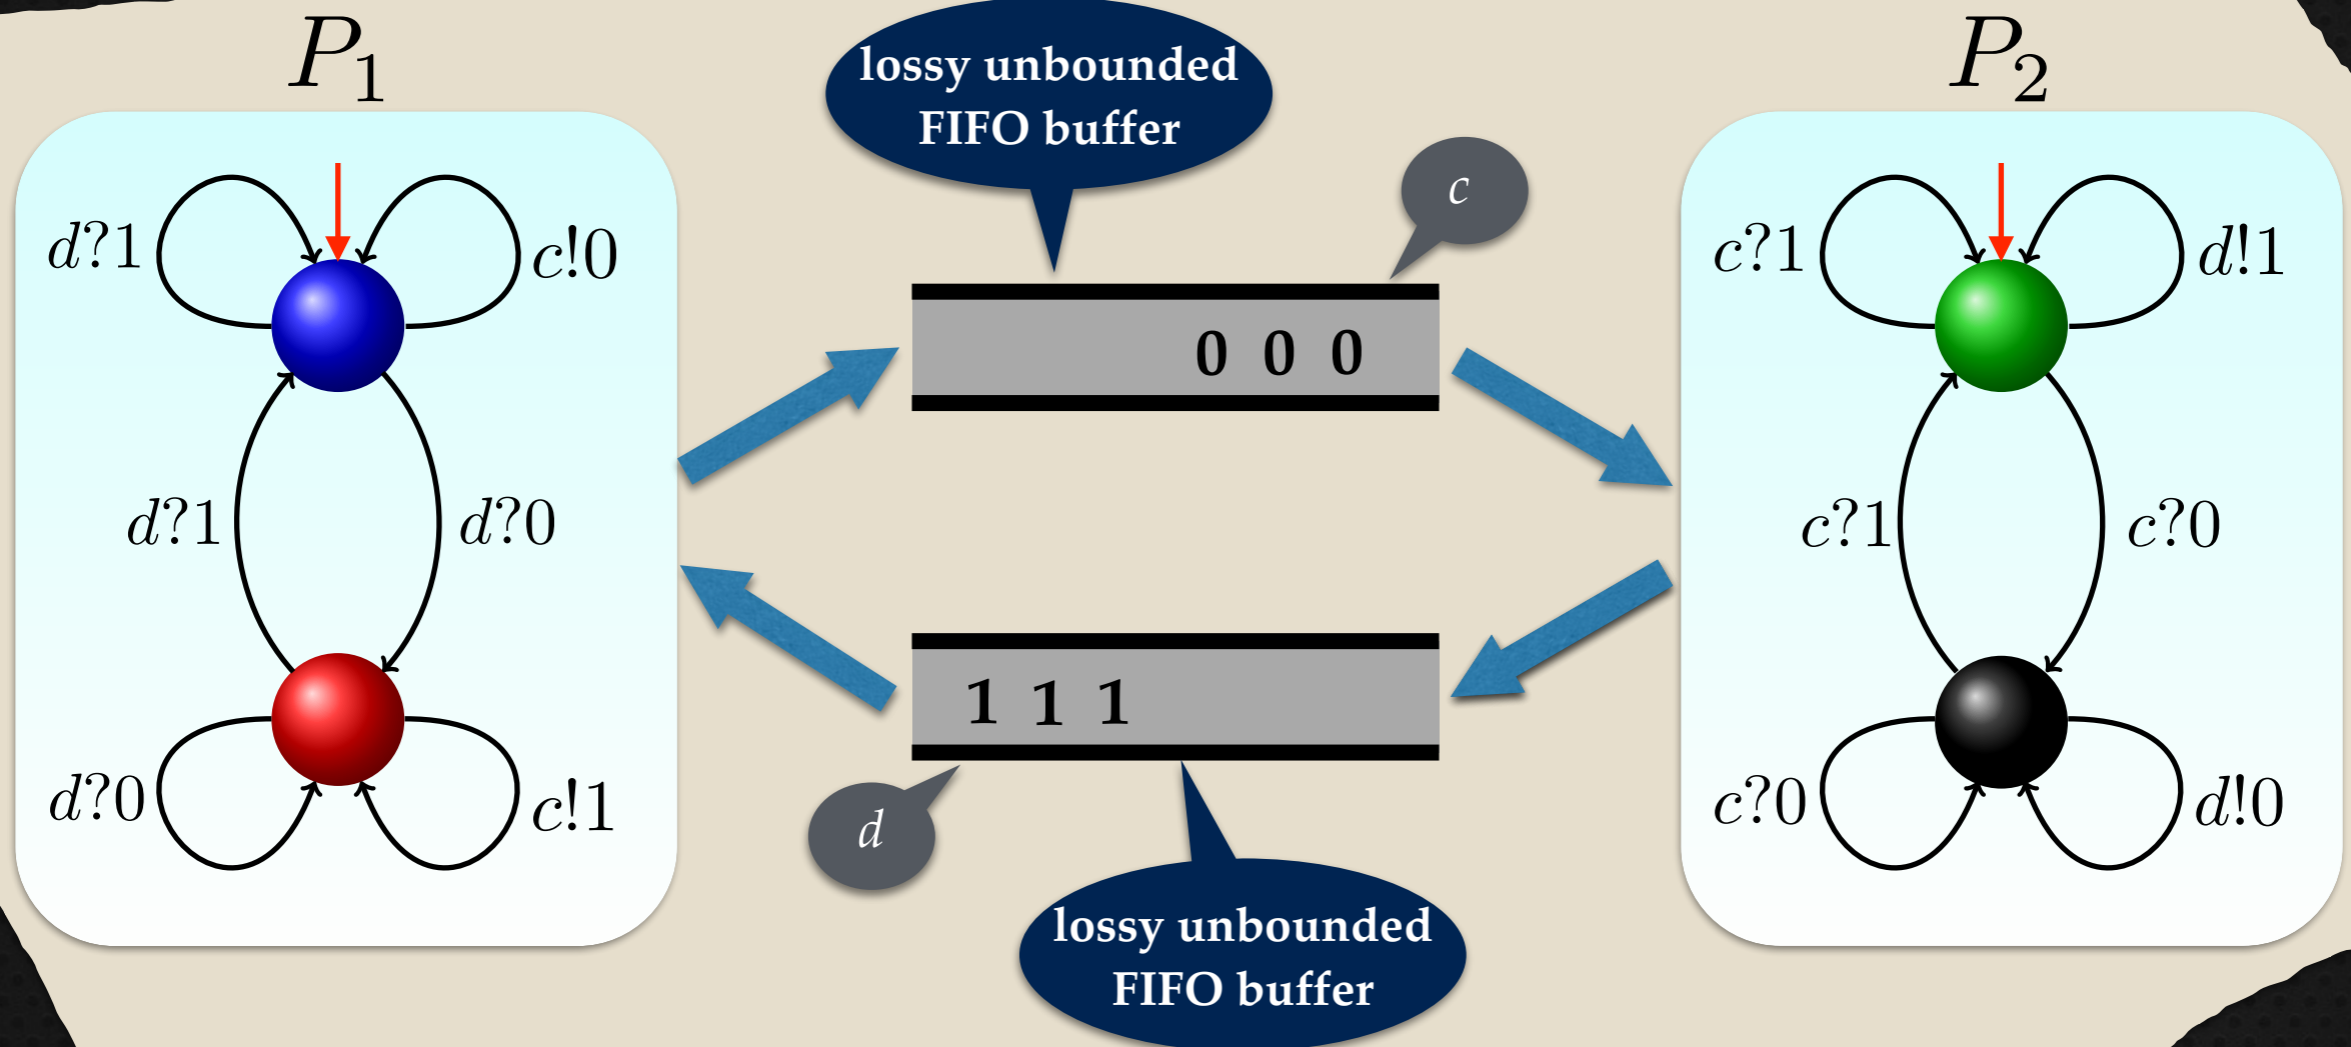 P₁
lossy unbounded
FIFO buffer
P₂
c
d?1
c!0
c?1
d!1
0 0 0
d?1
d?0
c?1
c?0
1 1 1
d?0
c!1
d
c?0
d!0
lossy unbounded
FIFO buffer